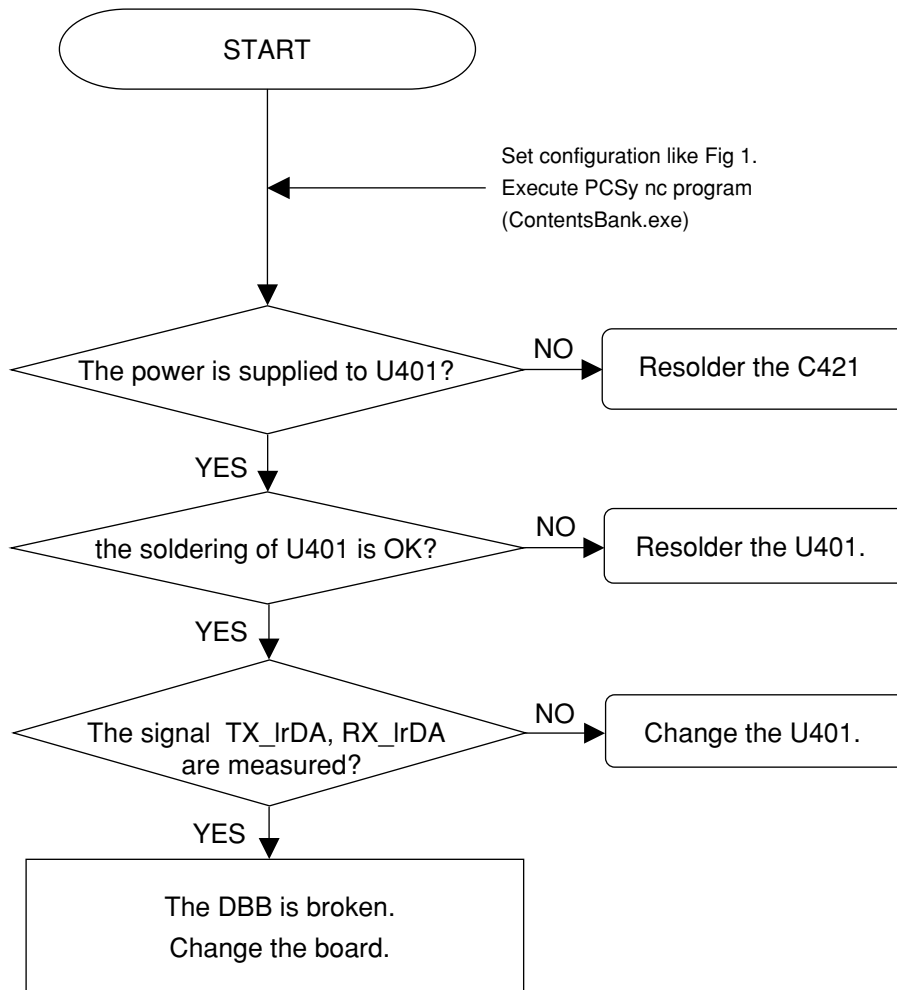 START
Set configuration like Fig 1.
Execute PCSy nc program
(ContentsBank.exe)
The power is supplied to U401?
NO
Resolder the C421
YES
the soldering of U401 is OK?
NO
Resolder the U401.
YES
The signal TX_IrDA, RX_IrDA
are measured?
NO
Change the U401.
YES
The DBB is broken.
Change the board.